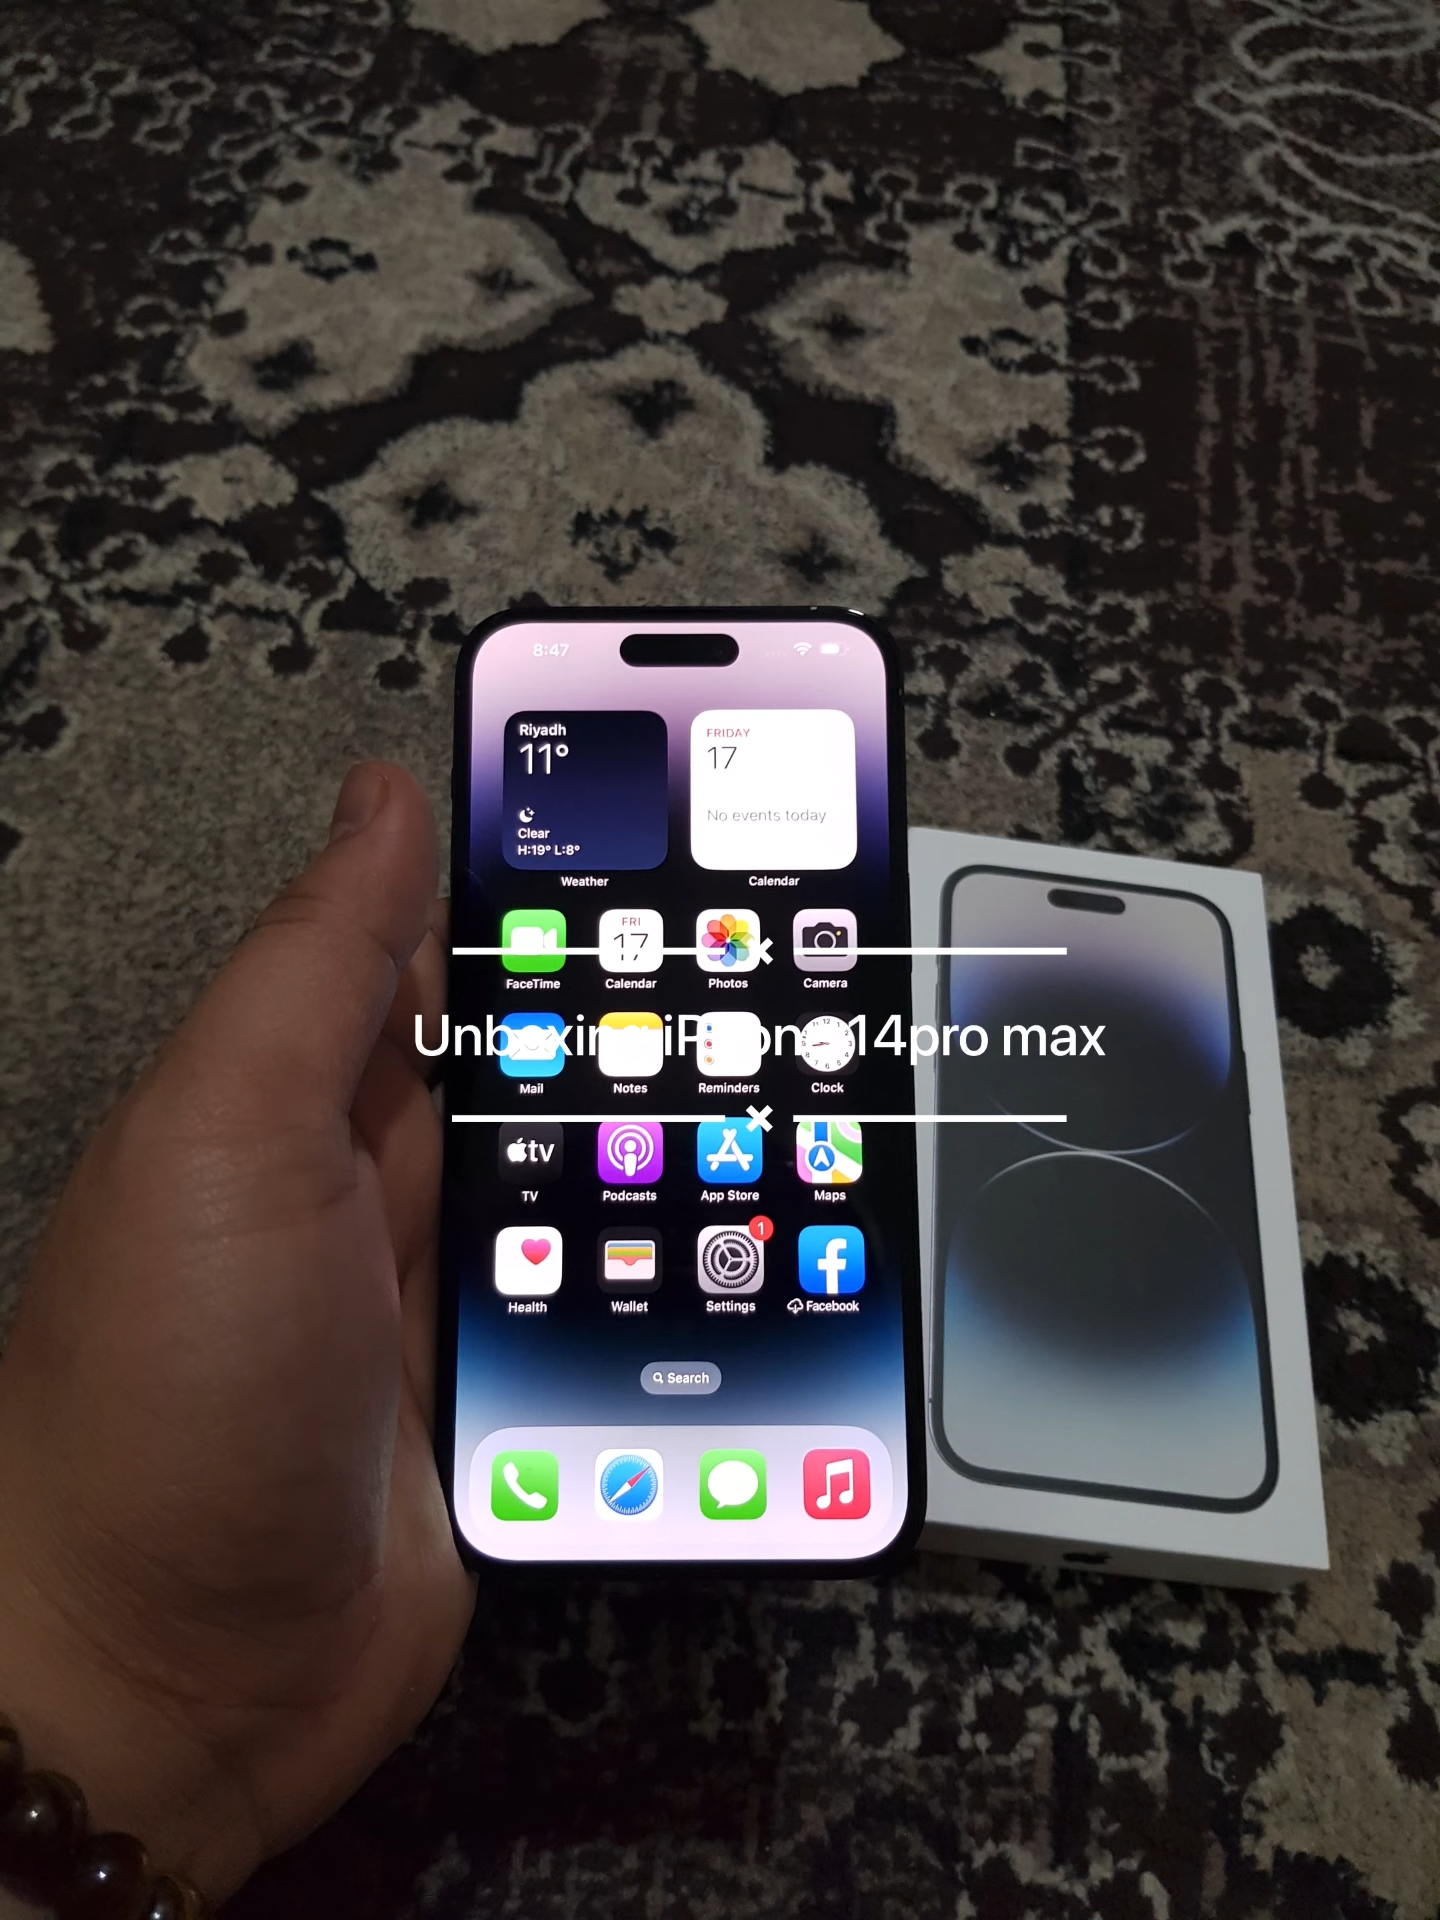 8:47
Riyadh
11°
Clear
H:19° L:8°
Weather
FRIDAY
17
No events today
Calendar
FRI
17
FaceTime
Calendar
Photos
Camera
Unboxing iPhone 14pro max
Mail
Notes
Reminders
Clock
tv
TV
Podcasts
App Store
Maps
1
Health
Wallet
Settings
Facebook
Search